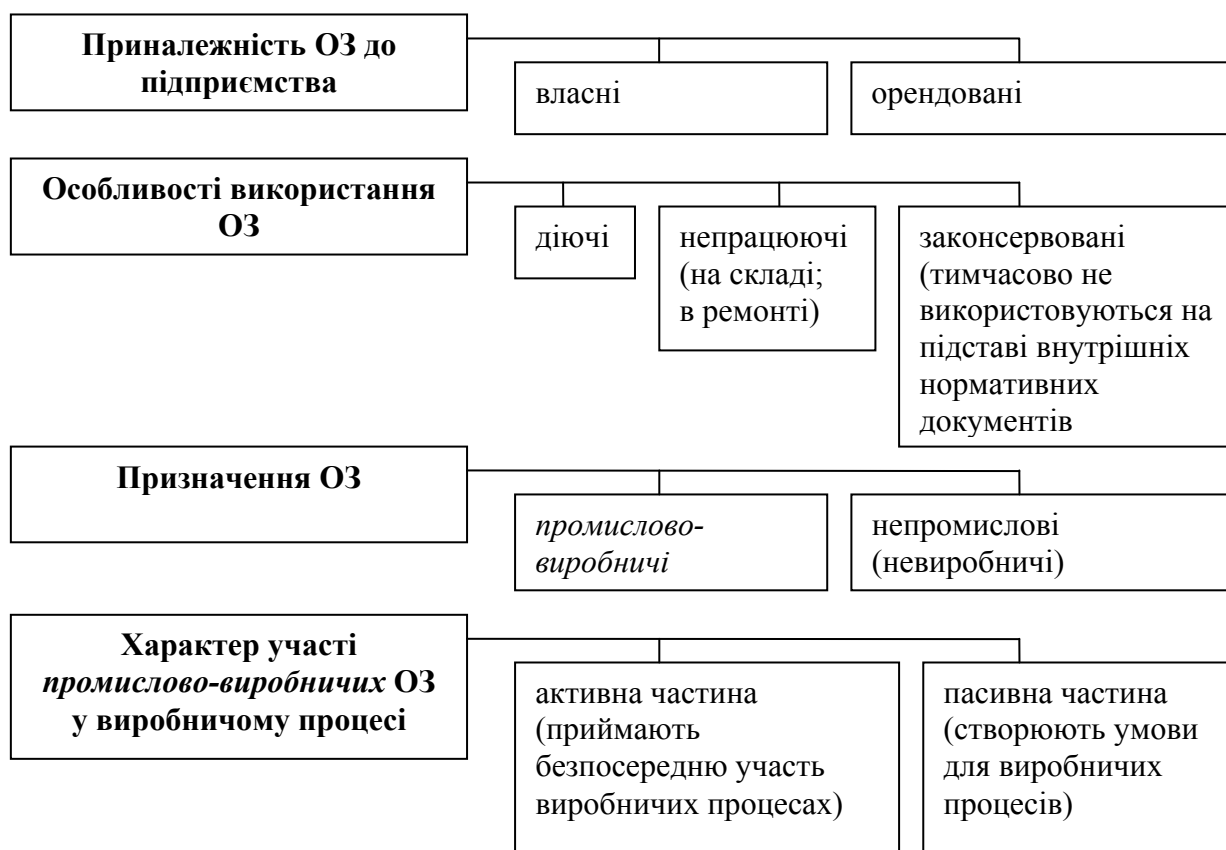 Приналежність ОЗ до
підприємства
власні
орендовані
Особливості використання
ОЗ
діючі
непрацюючі
(на складі;
в ремонті)
законсервовані
(тимчасово не
використовуються на
підставі внутрішніх
нормативних
документів
Призначення ОЗ
промислово-
виробничі
непромислові
(невиробничі)
Характер участі
промислово-виробничих ОЗ
у виробничому процесі
активна частина
(приймають
безпосередню участь
виробничих процесах)
пасивна частина
(створюють умови
для виробничих
процесів)